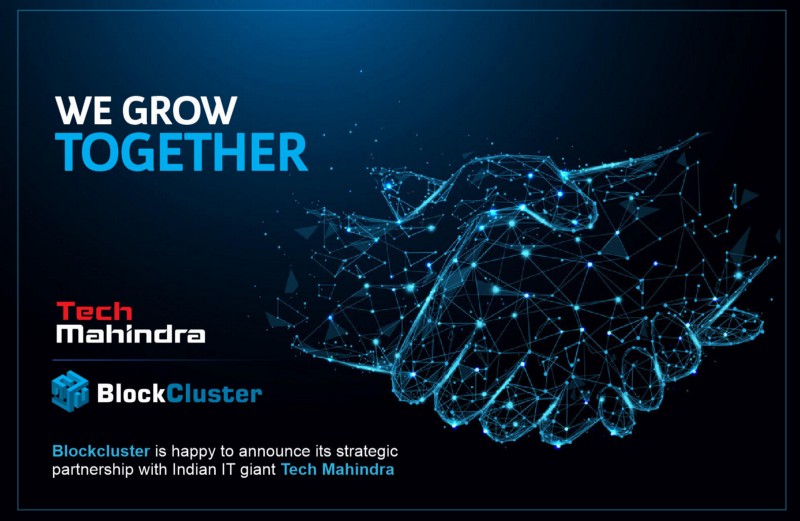 WE GROW
TOGETHER
Tech
Mahindra
BlockCluster
Blockcluster is happy to announce its strategic
partnership with Indian IT giant Tech Mahindra